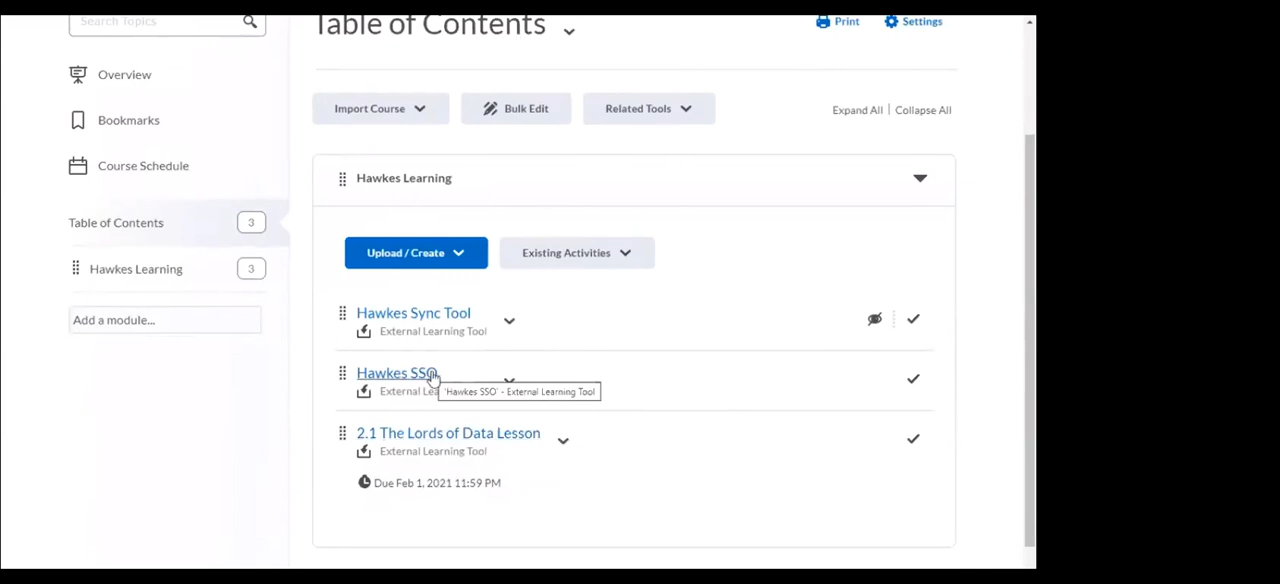 Search Topics
Table of Contents
Print
Settings
Overview
Bookmarks
Course Schedule
Table of Contents 3
Hawkes Learning 3
Add a module...
Import Course
Bulk Edit
Related Tools
Expand All | Collapse All
Hawkes Learning
Upload / Create
Existing Activities
Hawkes Sync Tool
External Learning Tool
Hawkes SSO
External Lea
'Hawkes SSO' - External Learning Tool
2.1 The Lords of Data Lesson
External Learning Tool
Due Feb 1, 2021 11:59 PM